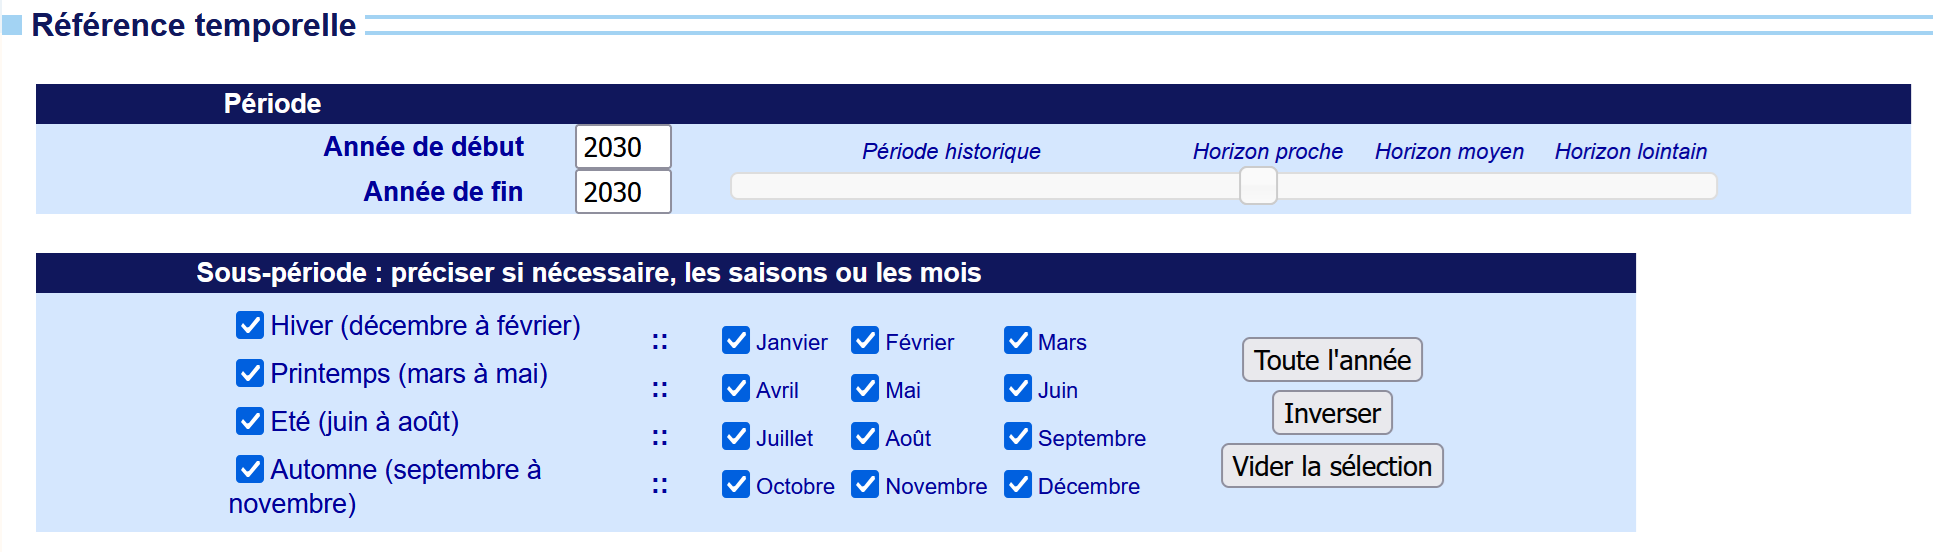 Référence temporelle
Période
Année de début 2030
Période historique Horizon proche Horizon moyen Horizon lointain
Année de fin 2030
Sous-période : préciser si nécessaire, les saisons ou les mois
Hiver (décembre à février) :: Janvier Février Mars
Printemps (mars à mai) :: Avril Mai Juin
Eté (juin à août) :: Juillet Août Septembre
Automne (septembre à novembre) :: Octobre Novembre Décembre
Toute l'année
Inverser
Vider la sélection